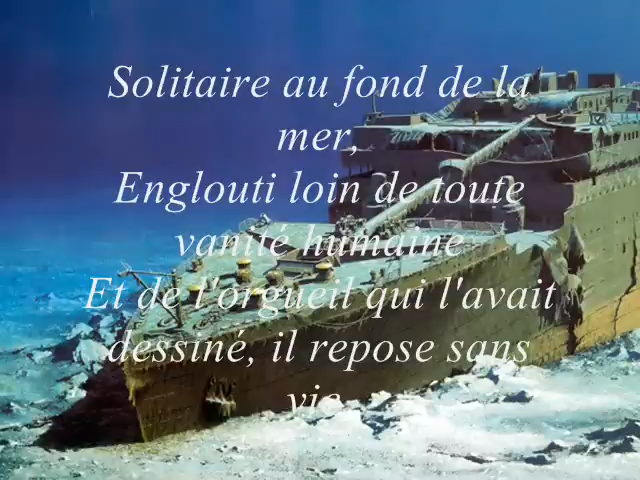 Solitaire au fond de la
mer,
Englouti loin de toute
vanité humaine
Et de l'orgueil qui l'avait
dessiné, il repose sans
vie